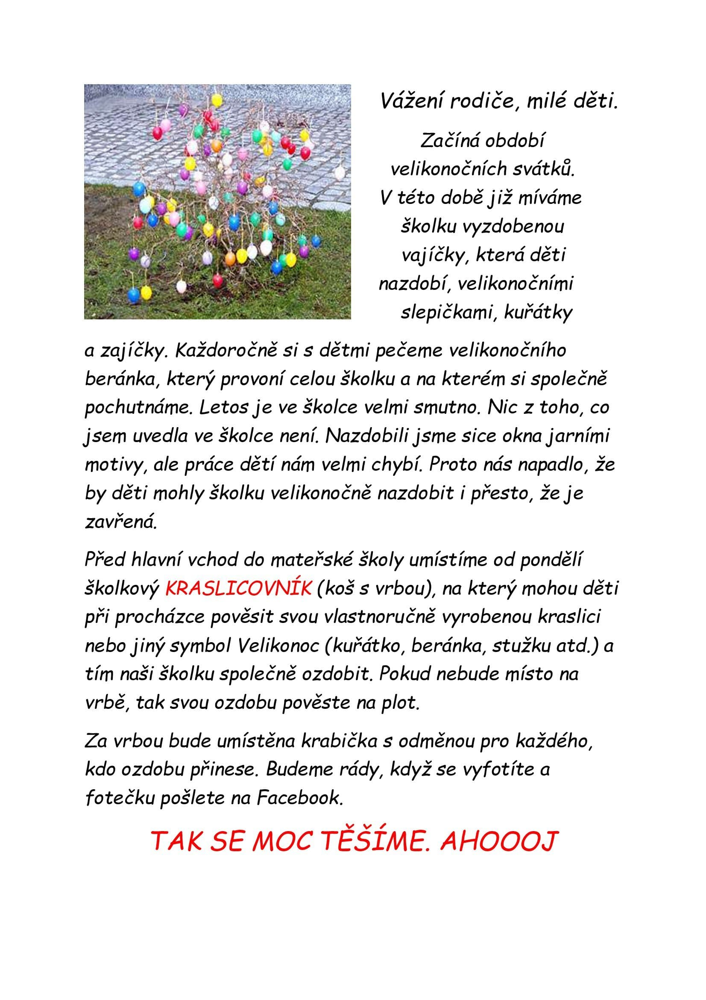 Vážení rodiče, milé děti.
Začíná období
velikonočních svátků.
V této době již míváme
školku vyzdobenou
vajíčky, která děti
nazdobí, velikonočními
slepičkami, kuřátky
a zajíčky. Každoročně si s dětmi pečeme velikonočního
beránka, který provoní celou školku a na kterém si společně
pochutnáme. Letos je ve školce velmi smutno. Nic z toho, co
jsem uvedla ve školce není. Nazdobili jsme sice okna jarními
motivy, ale práce dětí nám velmi chybí. Proto nás napadlo, že
by děti mohly školku velikonočně nazdobit i přesto, že je
zavřená.
Před hlavní vchod do mateřské školy umístíme od pondělí
školkový KRASLICOVNÍK (koš s vrbou), na který mohou děti
při procházce pověsit svou vlastnoručně vyrobenou kraslici
nebo jiný symbol Velikonoc (kuřátko, beránka, stužku atd.) a
tím naši školku společně ozdobit. Pokud nebude místo na
vrbě, tak svou ozdobu pověste na plot.
Za vrbou bude umístěna krabička s odměnou pro každého,
kdo ozdobu přinese. Budeme rády, když se vyfotíte a
fotečku pošlete na Facebook.
TAK SE MOC TĚŠÍME. AHOOOJ